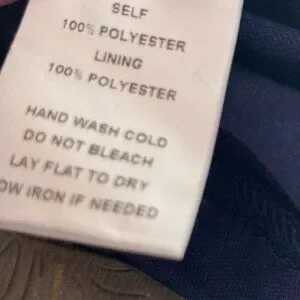 SELF
100% POLYESTER
LINING
100% POLYESTER
HAND WASH COLD
DO NOT BLEACH
LAY FLAT TO DRY
OW IRON IF NEEDED